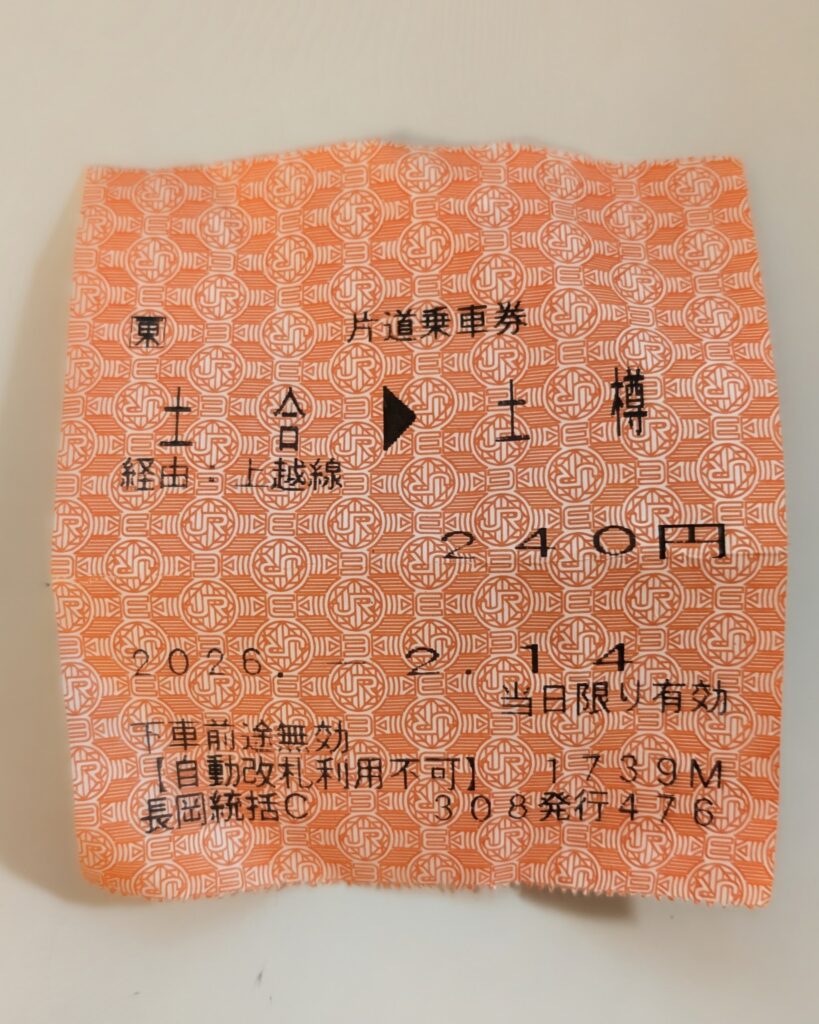 東 片道乗車券
土合▶土樽
経由：上越線
240円
2026.-2.14
当日限り有効
下車前途無効
【自動改札利用不可】 1739M
長岡統括C 308発行476